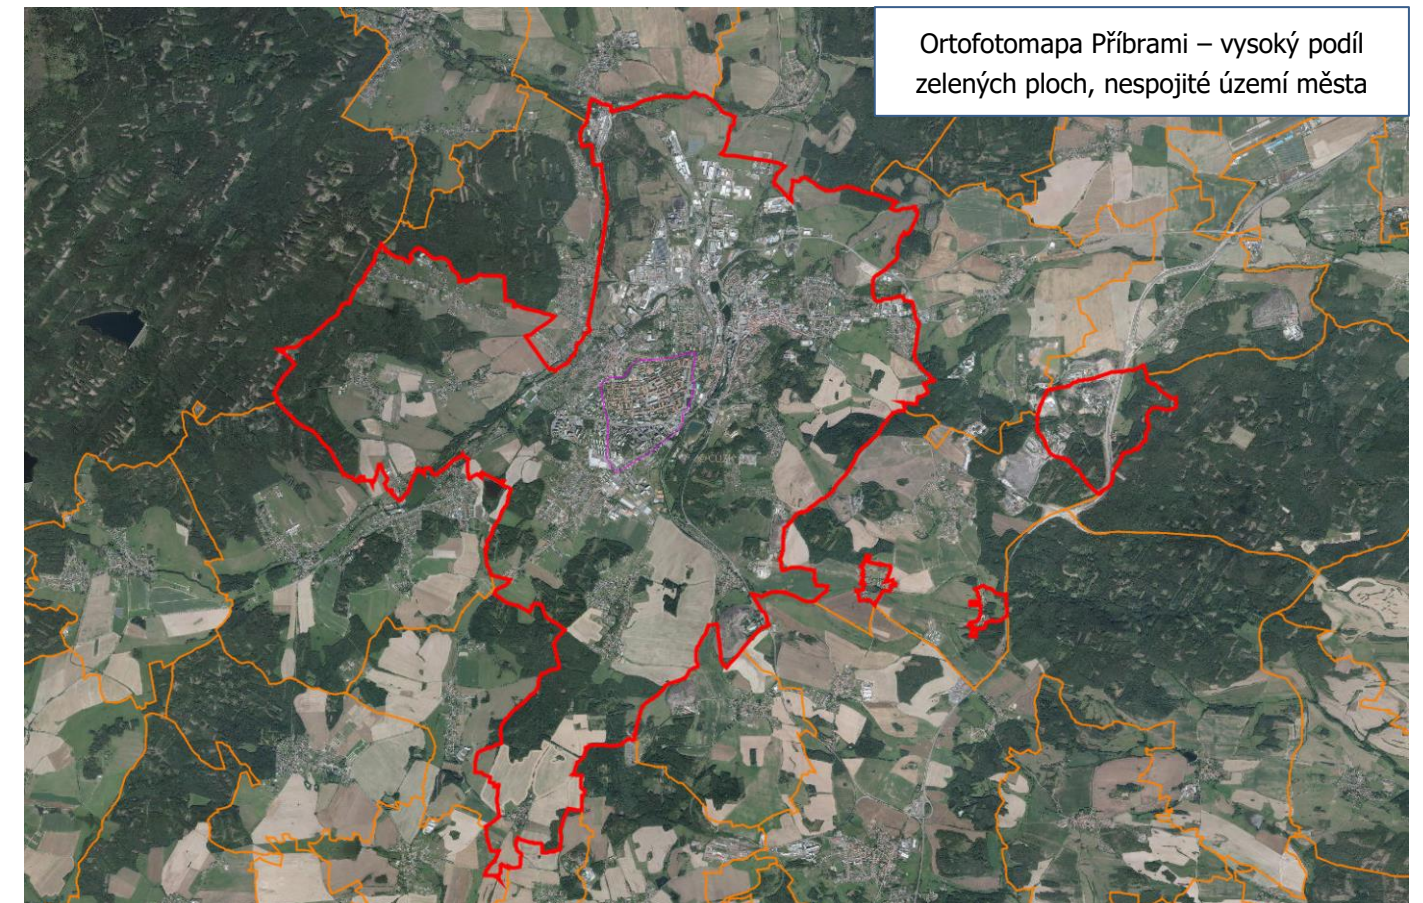 Ortofotomapa Příbrami – vysoký podíl
zelených ploch, nespojité území města